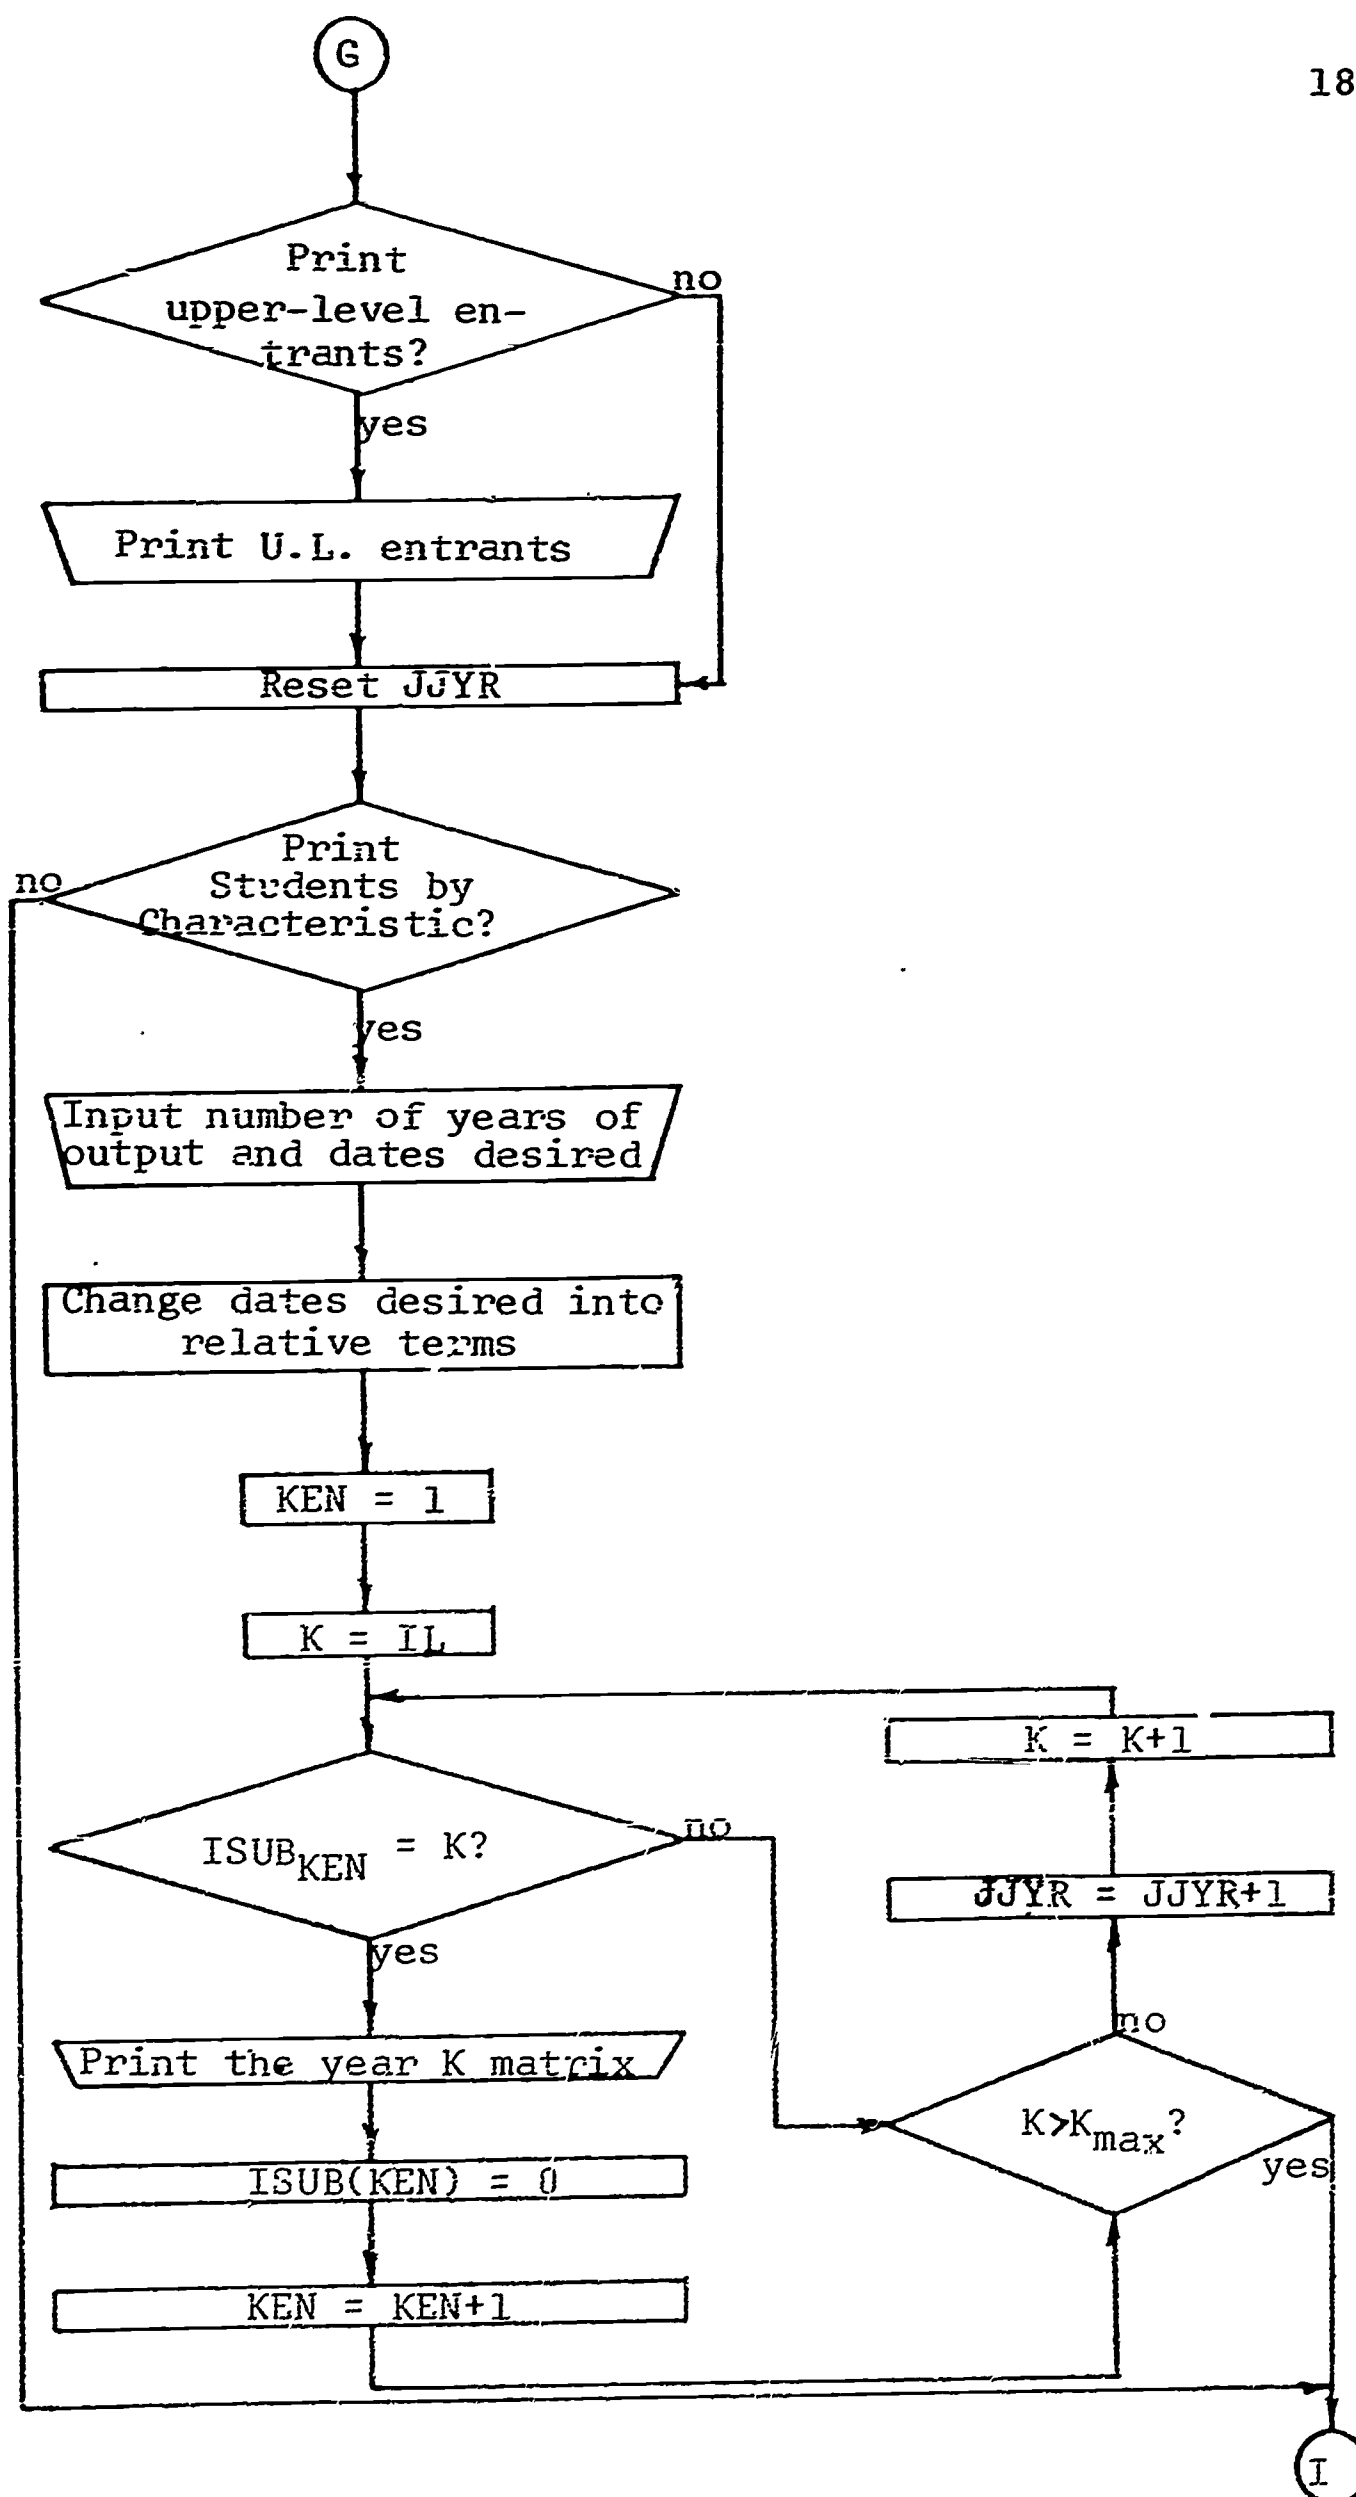 G
18
Print
no
upper-level en-
trants?
yes
Print U.L. entrants
Reset JJYR
Print
no
Students by
Characteristic?
yes
Input number of years of
output and dates desired
Change dates desired into
relative terms
KEN = 1
K = IL
K = K+1
ISUBKEN = K?
no
JJYR = JJYR+1
yes
no
Print the year K matrix
K>Kmax?
yes
ISUB(KEN) = 0
KEN = KEN+1
I